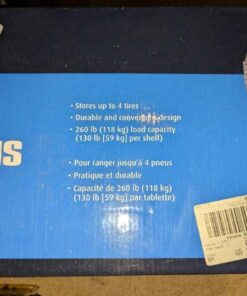 • Stores up to 4 tires
• Durable and convenient design
• 260 lb (118 kg) load capacity
(130 lb [59 kg] per shelf)
• Pour ranger jusqu'à 4 pneus
• Pratique et durable
• Capacité de 260 lb (118 kg)
(130 lb [59 kg] par tablette)